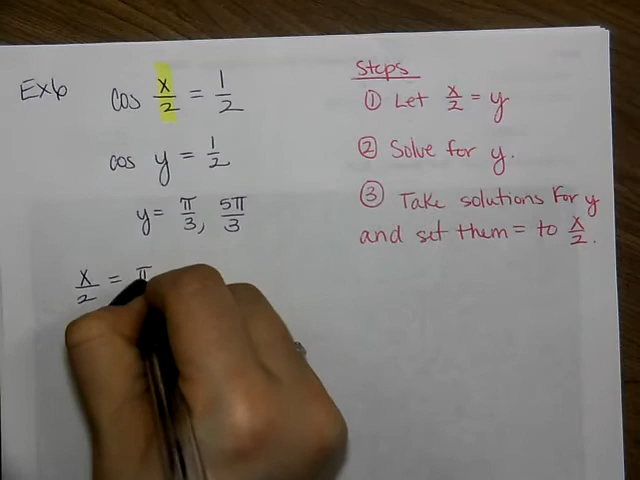 Ex6
cos x/2 = 1/2
cos y = 1/2
y = π/3, 5π/3
x/2 = π
Steps
① Let x/2 = y
② Solve for y.
③ Take solutions for y
and set them = to x/2.